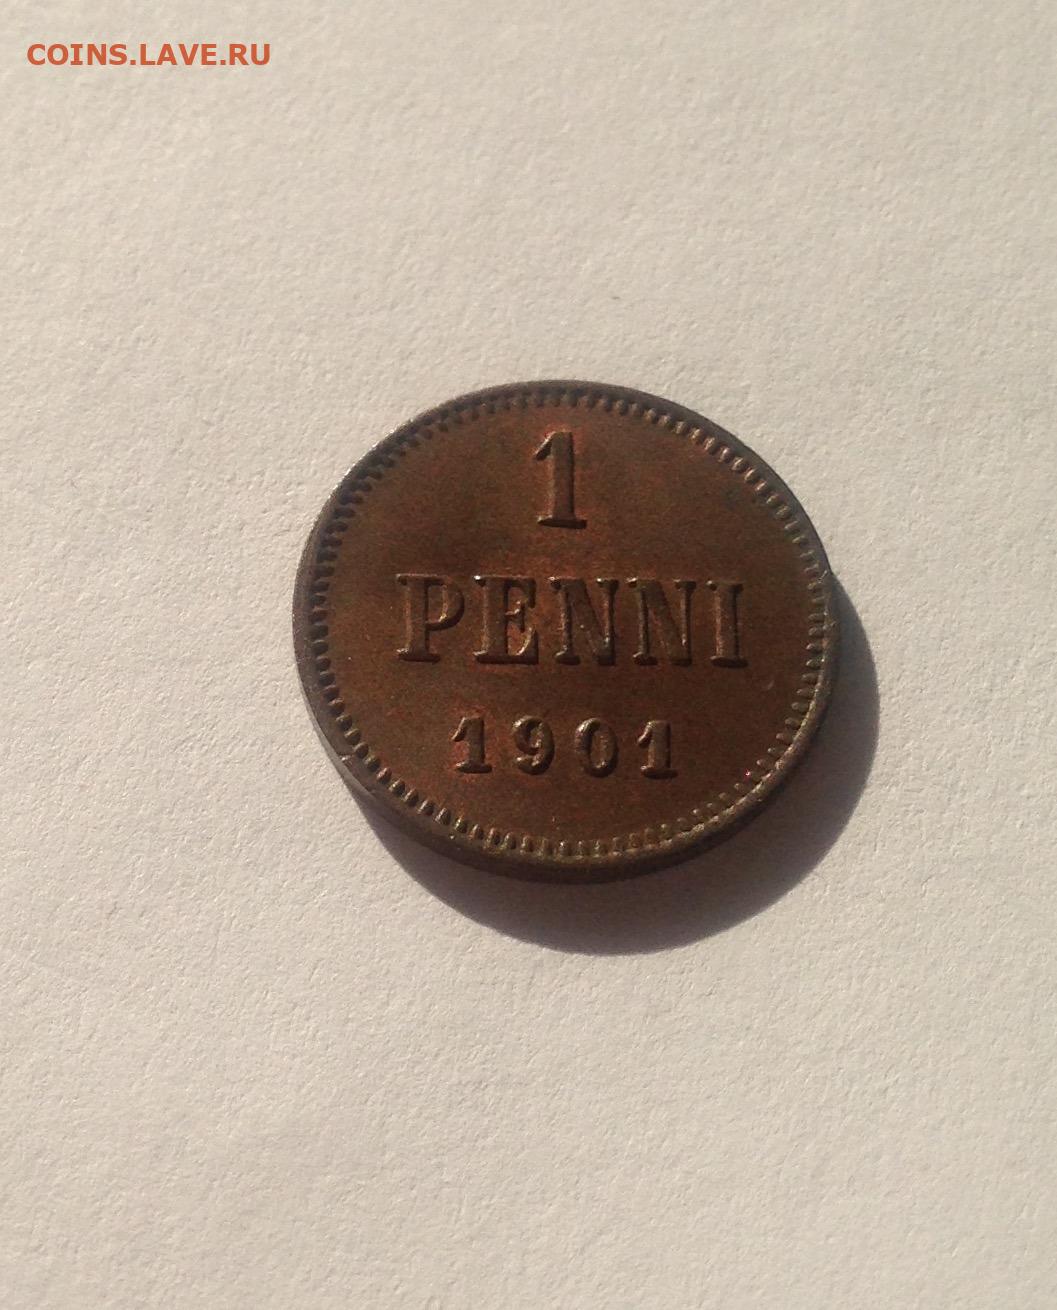 COINS.LAVE.RU
1
PENNI
1901